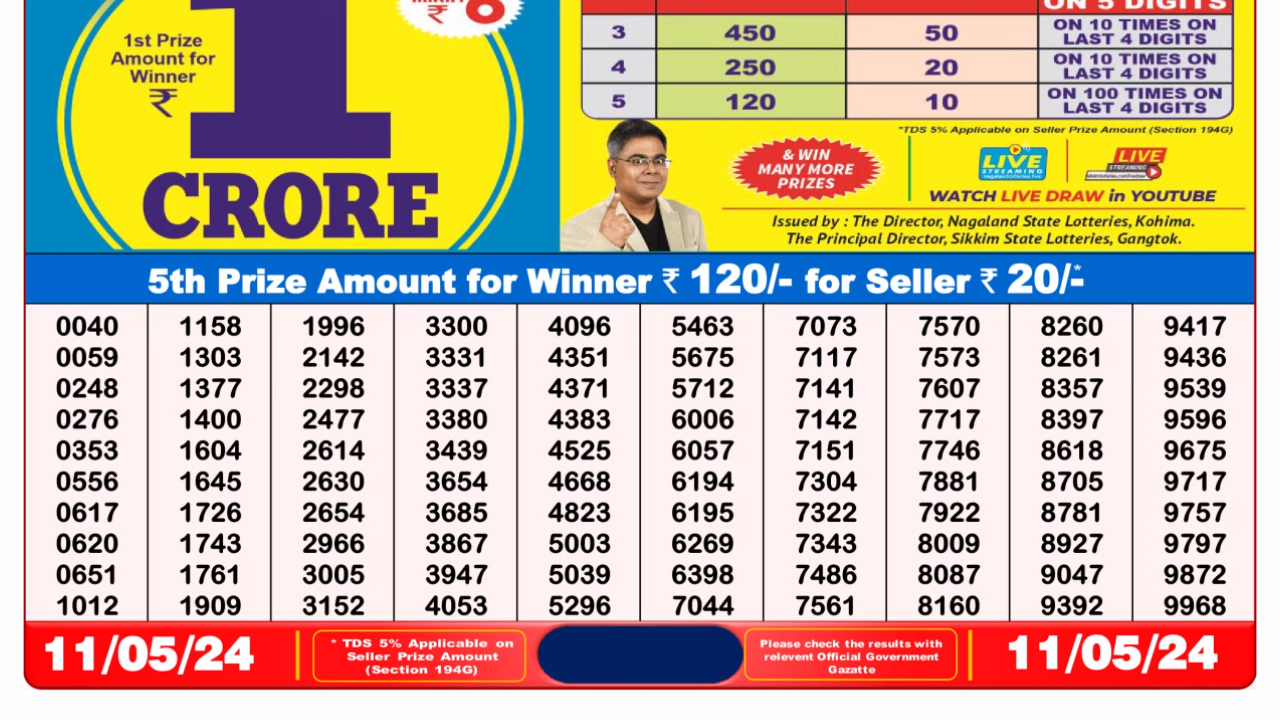 6
₹
1
1st Prize
Amount for
Winner
₹
CRORE
ON 5 DIGITS
3 450 50 ON 10 TIMES ON
LAST 4 DIGITS
4 250 20 ON 10 TIMES ON
LAST 4 DIGITS
5 120 10 ON 100 TIMES ON
LAST 4 DIGITS
*TDS 5% Applicable on Seller Prize Amount (Section 194G)
& WIN
MANY MORE
PRIZES
LIVE
STREAMING
LIVE
STREAMING
WATCH LIVE DRAW in YOUTUBE
Issued by : The Director, Nagaland State Lotteries, Kohima.
The Principal Director, Sikkim State Lotteries, Gangtok.
5th Prize Amount for Winner ₹ 120/- for Seller ₹ 20/-*
0040 1158 1996 3300 4096 5463 7073 7570 8260 9417
0059 1303 2142 3331 4351 5675 7117 7573 8261 9436
0248 1377 2298 3337 4371 5712 7141 7607 8357 9539
0276 1400 2477 3380 4383 6006 7142 7717 8397 9596
0353 1604 2614 3439 4525 6057 7151 7746 8618 9675
0556 1645 2630 3654 4668 6194 7304 7881 8705 9717
0617 1726 2654 3685 4823 6195 7322 7922 8781 9757
0620 1743 2966 3867 5003 6269 7343 8009 8927 9797
0651 1761 3005 3947 5039 6398 7486 8087 9047 9872
1012 1909 3152 4053 5296 7044 7561 8160 9392 9968
11/05/24
* TDS 5% Applicable on
Seller Prize Amount
(Section 194G)
Please check the results with
relevent Official Government
Gazatte
11/05/24